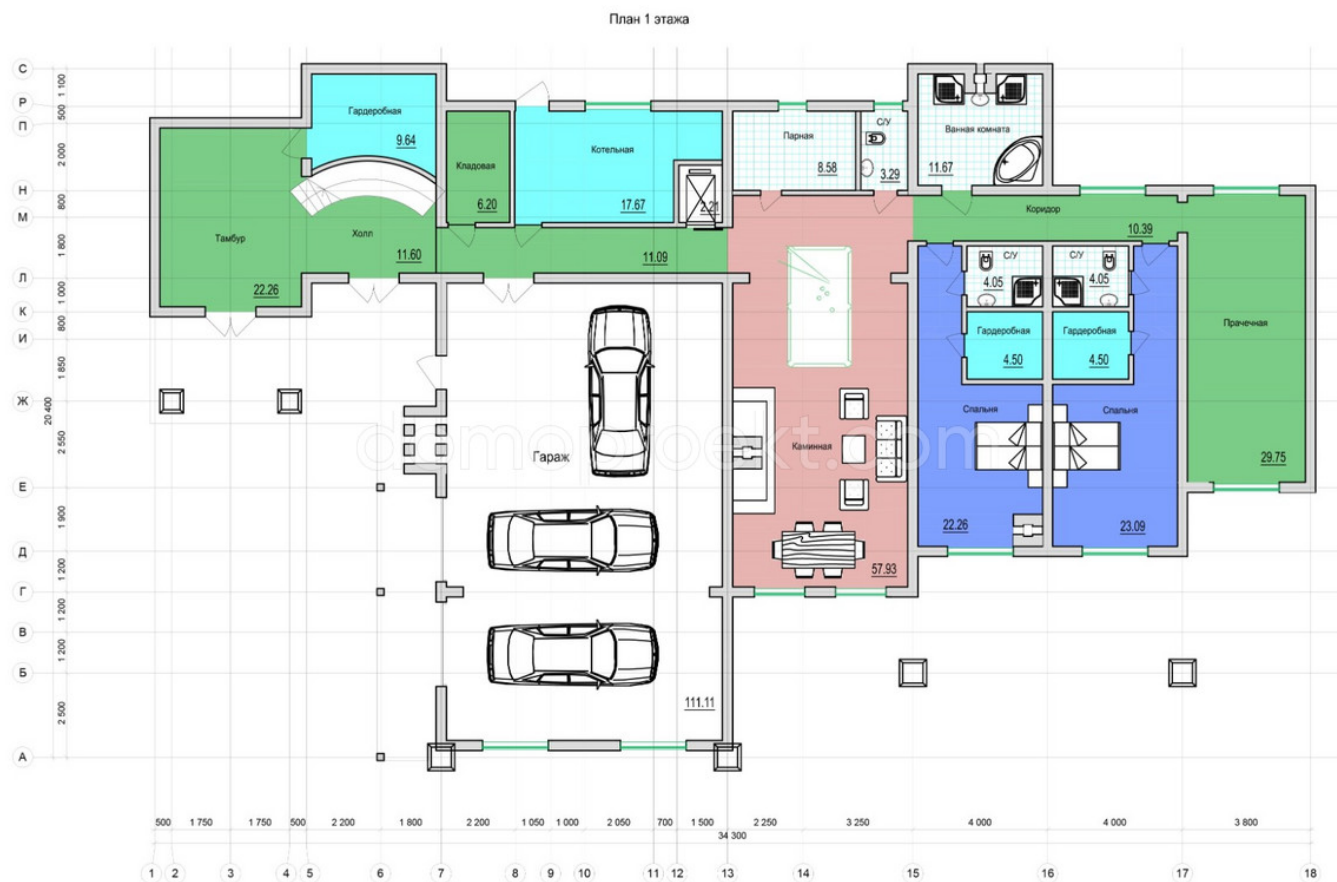 План 1 этажа
С
Р
П
Н
М
Л
К
И
Ж
Е
Д
Г
В
Б
А
1 100
500
2 000
800
1 800
1 000
800
1 850
20 400
2 550
1 900
1 200
1 200
1 200
2 500
Гардеробная
9.64
Кладовая
6.20
Котельная
17.67
2.21
Парная
8.58
С/У
3.29
Ванная комната
11.67
Тамбур
22.26
Холл
11.60
11.09
Коридор
10.39
С/У
4.05
С/У
4.05
Гардеробная
4.50
Гардеробная
4.50
Прачечная
29.75
Спальня
22.26
Спальня
23.09
Каминная
57.93
Гараж
111.11
domoproekt.com
500 1 750 1 750 500 2 200 1 800 2 200 1 050 1 000 2 050 700 1 500 2 250 3 250 4 000 4 000 3 800
34 300
1 2 3 4 5 6 7 8 9 10 11 12 13 14 15 16 17 18